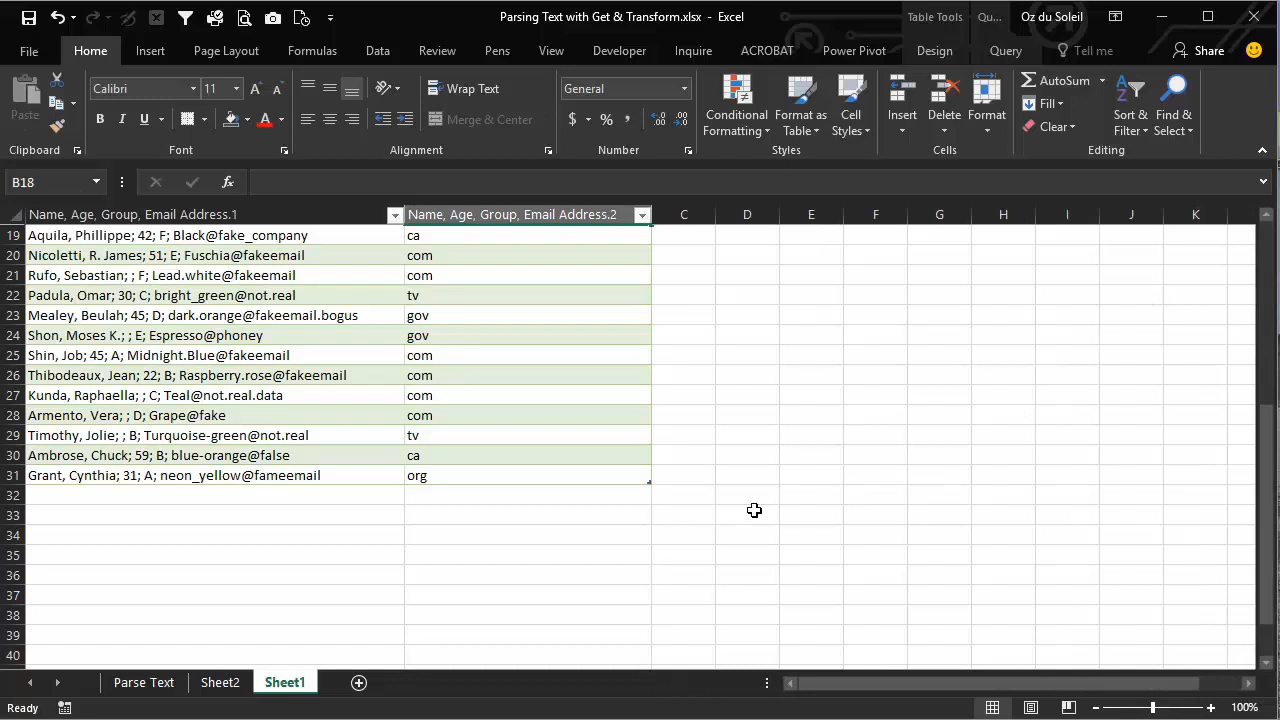 Parsing Text with Get & Transform.xlsx - Excel
Table Tools
Qu...
Oz du Soleil
File Home Insert Page Layout Formulas Data Review Pens View Developer Inquire ACROBAT Power Pivot Design Query Tell me Share
Calibri 11
Wrap Text
General
AutoSum
Paste
Conditional Formatting
Format as Table
Cell Styles
Insert
Delete
Format
Fill
Sort & Filter
Find & Select
B I U
Merge & Center
$ % ,
Clear
Clipboard Font Alignment Number Styles Cells Editing
B18 fx
Name, Age, Group, Email Address.1 Name, Age, Group, Email Address.2 C D E F G H I J K
19 Aquila, Phillippe; 42; F; Black@fake_company ca
20 Nicoletti, R. James; 51; E; Fuschia@fakeemail com
21 Rufo, Sebastian; ; F; Lead.white@fakeemail com
22 Padula, Omar; 30; C; bright_green@not.real tv
23 Mealey, Beulah; 45; D; dark.orange@fakeemail.bogus gov
24 Shon, Moses K.; ; E; Espresso@phoney gov
25 Shin, Job; 45; A; Midnight.Blue@fakeemail com
26 Thibodeaux, Jean; 22; B; Raspberry.rose@fakeemail com
27 Kunda, Raphaella; ; C; Teal@not.real.data com
28 Armento, Vera; ; D; Grape@fake com
29 Timothy, Jolie; ; B; Turquoise-green@not.real tv
30 Ambrose, Chuck; 59; B; blue-orange@false ca
31 Grant, Cynthia; 31; A; neon_yellow@fameemail org
32
33
34
35
36
37
38
39
40
Parse Text Sheet2 Sheet1
Ready 100%